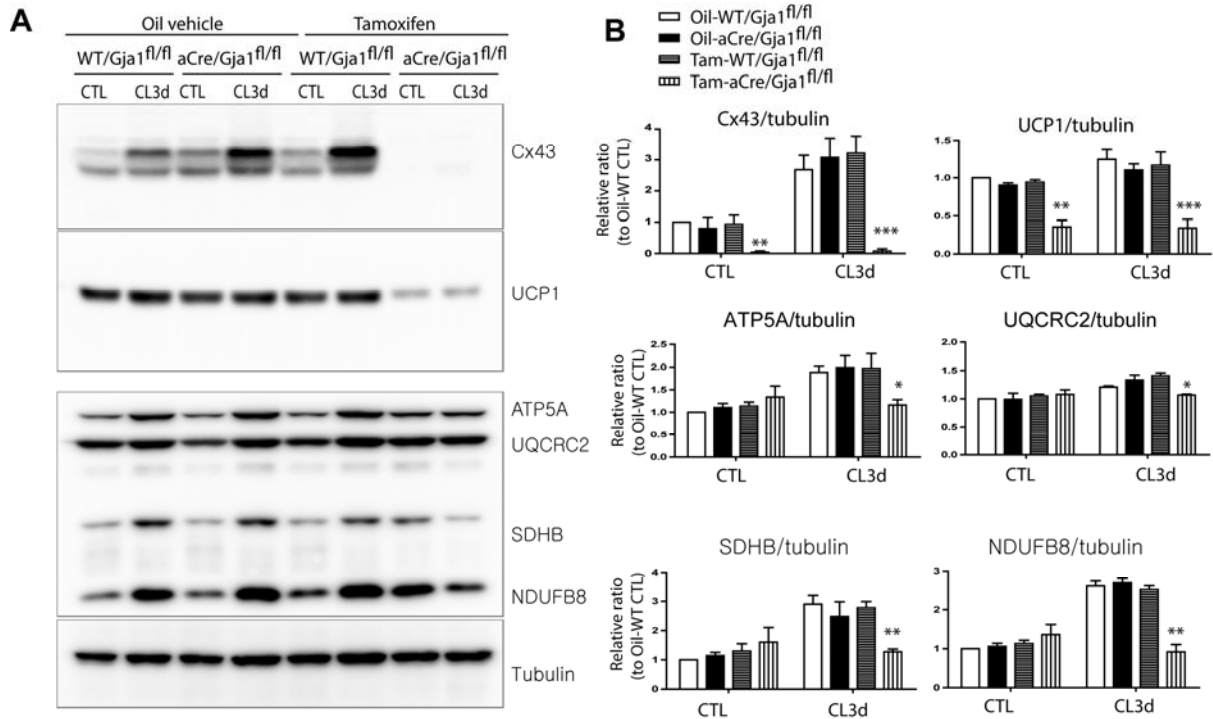 A
Oil vehicle Tamoxifen
WT/Gja1fl/fl aCre/Gja1fl/fl WT/Gja1fl/fl aCre/Gja1fl/fl
CTL CL3d CTL CL3d CTL CL3d CTL CL3d
Cx43
UCP1
ATP5A
UQCRC2
SDHB
NDUFB8
Tubulin
B
Oil-WT/Gja1fl/fl
Oil-aCre/Gja1fl/fl
Tam-WT/Gja1fl/fl
Tam-aCre/Gja1fl/fl
Cx43/tubulin
Relative ratio
(to Oil-WT CTL)
4
3
2
1
0
**
***
CTL CL3d
UCP1/tubulin
1.5
1.0
0.5
0.0
**
***
CTL CL3d
ATP5A/tubulin
Relative ratio
(to Oil-WT CTL)
2.5
2.0
1.5
1.0
0.5
0.0
*
CTL CL3d
UQCRC2/tubulin
2.0
1.5
1.0
0.5
0.0
*
CTL CL3d
SDHB/tubulin
Relative ratio
(to Oil-WT CTL)
4
3
2
1
0
**
CTL CL3d
NDUFB8/tubulin
3
2
1
0
**
CTL CL3d